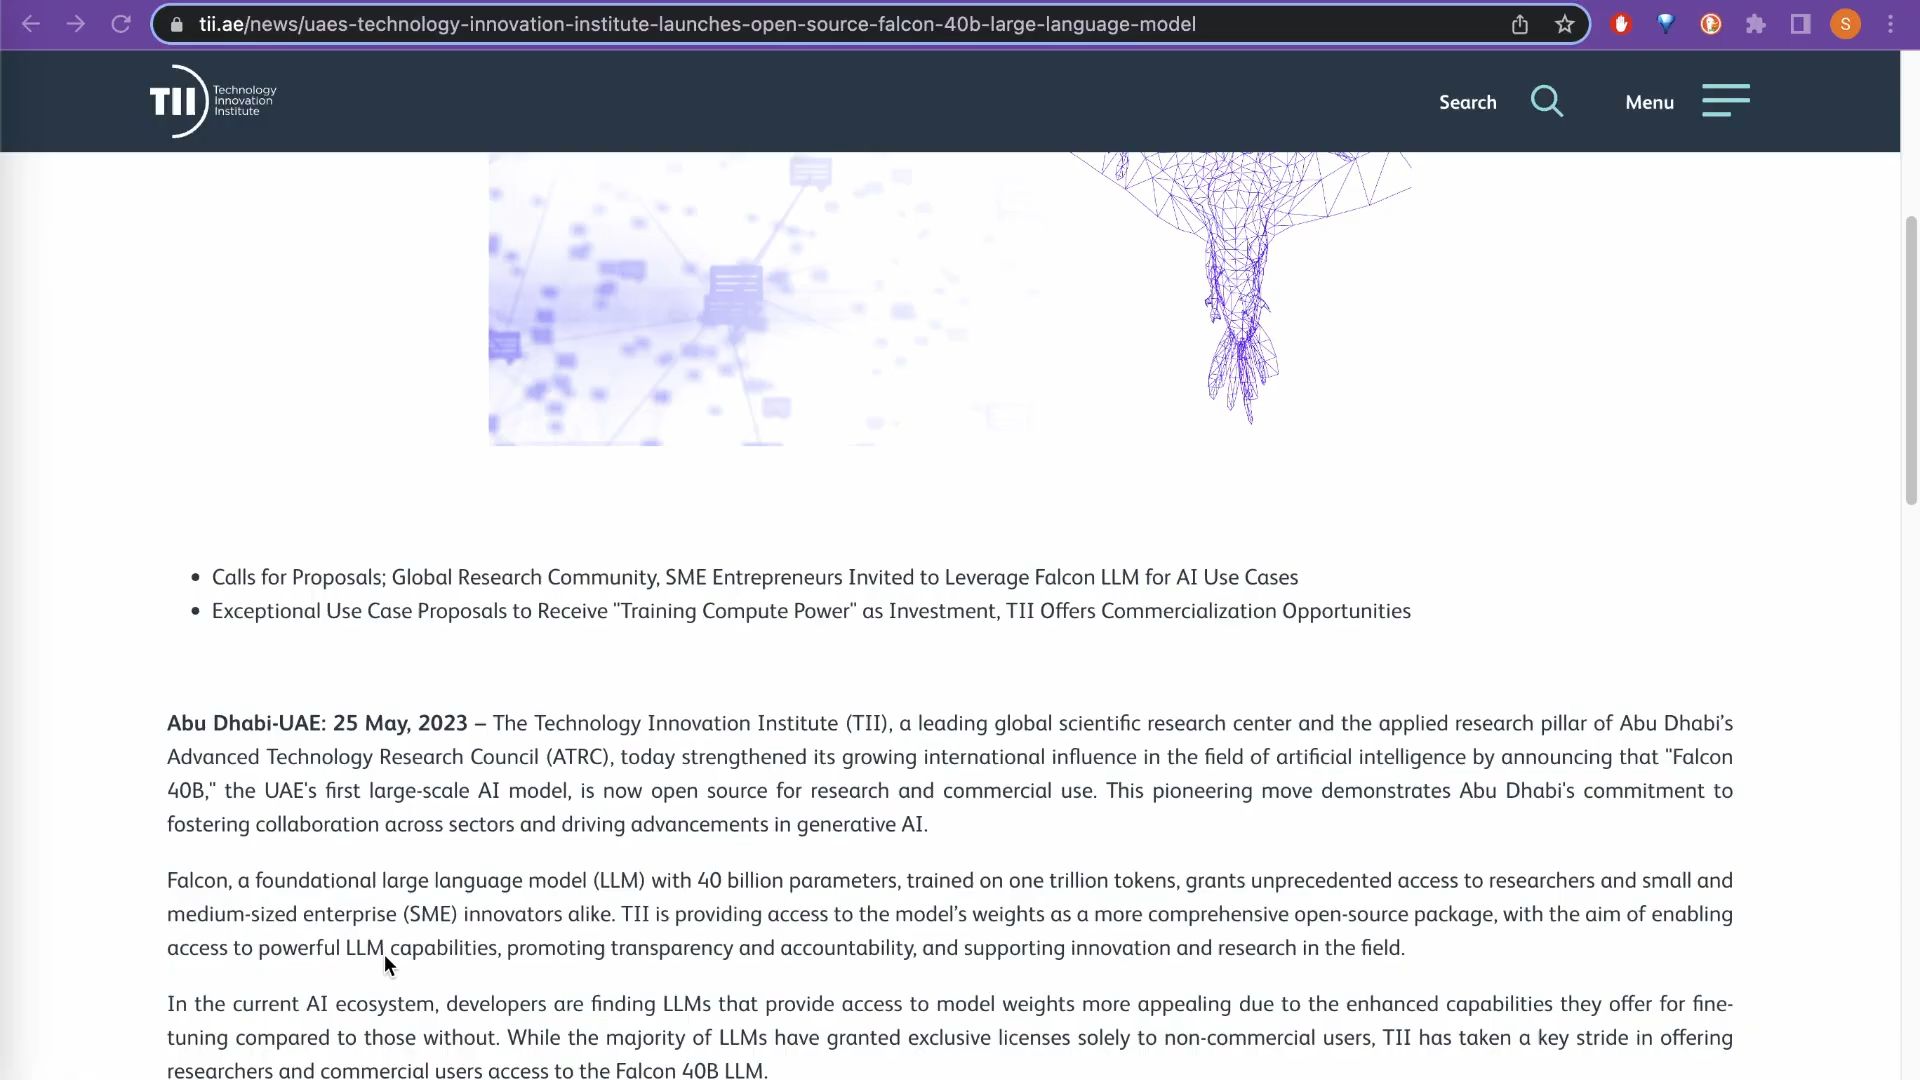 tii.ae/news/uaes-technology-innovation-institute-launches-open-source-falcon-40b-large-language-model
S
TII
Technology
Innovation
Institute
Search
Menu
• Calls for Proposals; Global Research Community, SME Entrepreneurs Invited to Leverage Falcon LLM for AI Use Cases
• Exceptional Use Case Proposals to Receive "Training Compute Power" as Investment, TII Offers Commercialization Opportunities
Abu Dhabi-UAE: 25 May, 2023 – The Technology Innovation Institute (TII), a leading global scientific research center and the applied research pillar of Abu Dhabi’s
Advanced Technology Research Council (ATRC), today strengthened its growing international influence in the field of artificial intelligence by announcing that "Falcon
40B," the UAE's first large-scale AI model, is now open source for research and commercial use. This pioneering move demonstrates Abu Dhabi's commitment to
fostering collaboration across sectors and driving advancements in generative AI.
Falcon, a foundational large language model (LLM) with 40 billion parameters, trained on one trillion tokens, grants unprecedented access to researchers and small and
medium-sized enterprise (SME) innovators alike. TII is providing access to the model’s weights as a more comprehensive open-source package, with the aim of enabling
access to powerful LLM capabilities, promoting transparency and accountability, and supporting innovation and research in the field.
In the current AI ecosystem, developers are finding LLMs that provide access to model weights more appealing due to the enhanced capabilities they offer for fine-
tuning compared to those without. While the majority of LLMs have granted exclusive licenses solely to non-commercial users, TII has taken a key stride in offering
researchers and commercial users access to the Falcon 40B LLM.